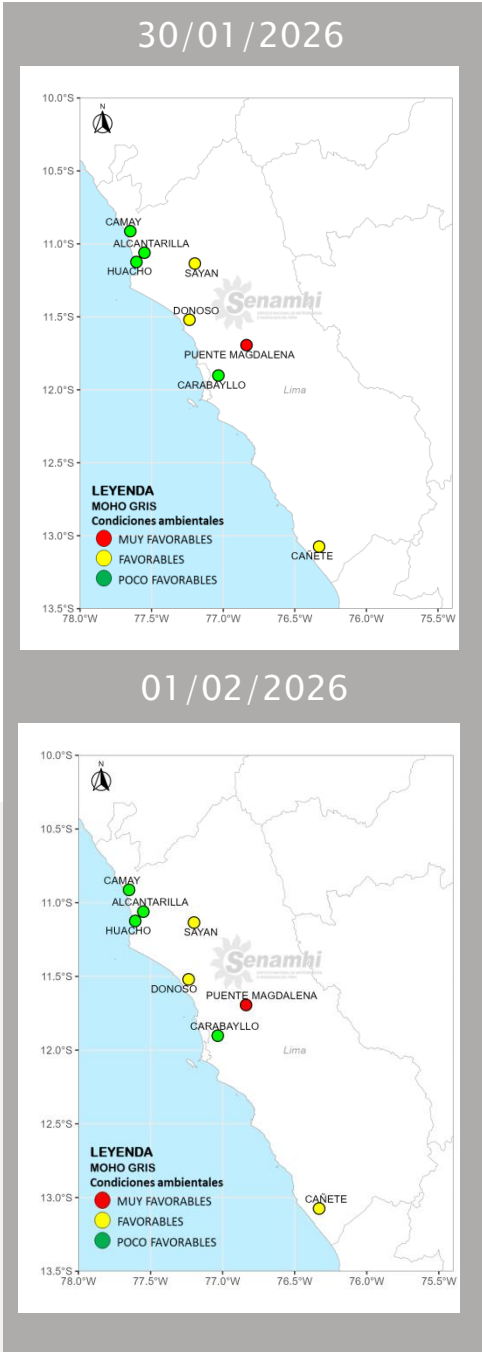 30/01/2026
N
10.0°S
10.5°S
11.0°S
11.5°S
12.0°S
12.5°S
13.0°S
13.5°S
CAMAY
ALCANTARILLA
HUACHO
SAYAN
Senamhi
DONOSO
PUENTE MAGDALENA
CARABAYLLO
Lima
LEYENDA
MOHO GRIS
Condiciones ambientales
MUY FAVORABLES
FAVORABLES
POCO FAVORABLES
CAÑETE
78.0°W 77.5°W 77.0°W 76.5°W 76.0°W 75.5°W
01/02/2026
N
10.0°S
10.5°S
11.0°S
11.5°S
12.0°S
12.5°S
13.0°S
13.5°S
CAMAY
ALCANTARILLA
HUACHO
SAYAN
Senamhi
DONOSO
PUENTE MAGDALENA
CARABAYLLO
Lima
LEYENDA
MOHO GRIS
Condiciones ambientales
MUY FAVORABLES
FAVORABLES
POCO FAVORABLES
CAÑETE
78.0°W 77.5°W 77.0°W 76.5°W 76.0°W 75.5°W